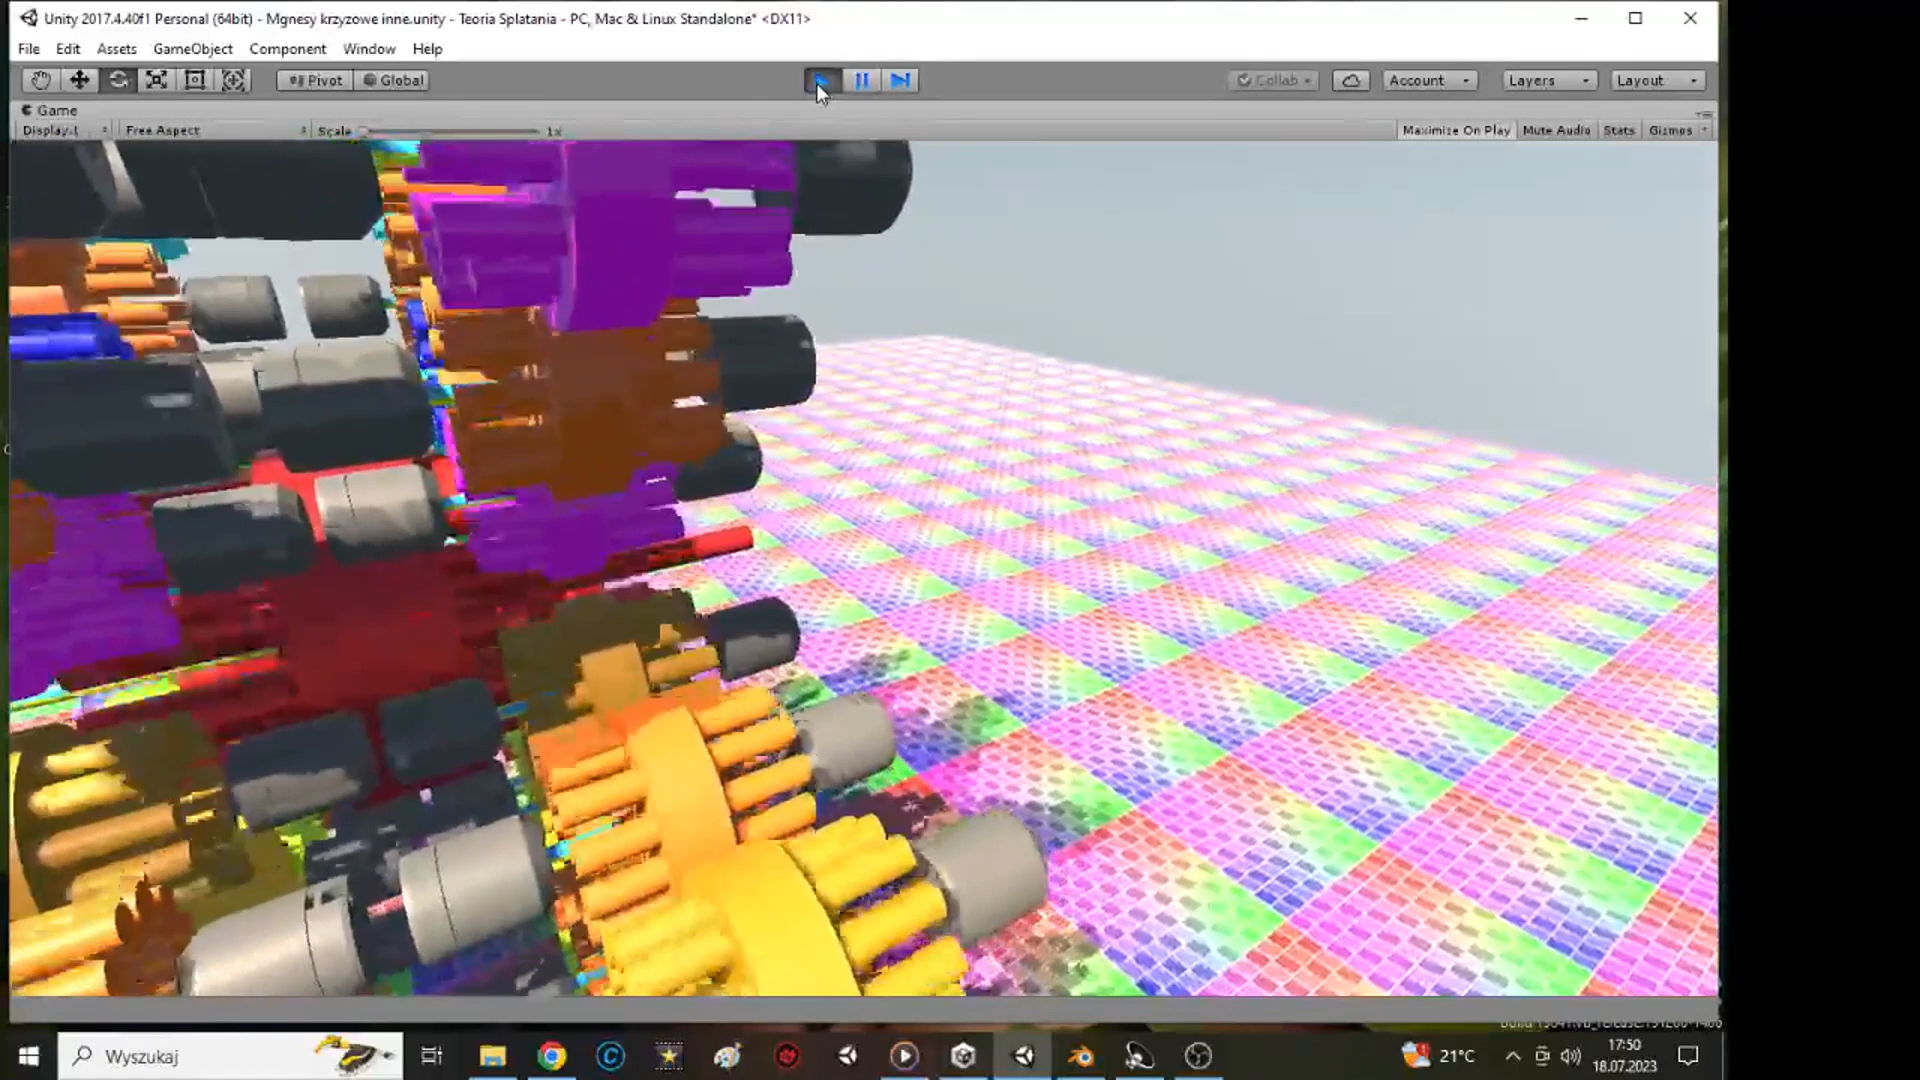 Unity 2017.4.40f1 Personal (64bit) - Mgnesy krzyzowe inne.unity - Teoria Splatania - PC, Mac & Linux Standalone* <DX11>
File Edit Assets GameObject Component Window Help
Pivot Global Collab Account Layers Layout
Game
Display 1 Free Aspect Scale 1x Maximize On Play Mute Audio Stats Gizmos
Wyszukaj 21°C 17:50
18.07.2023